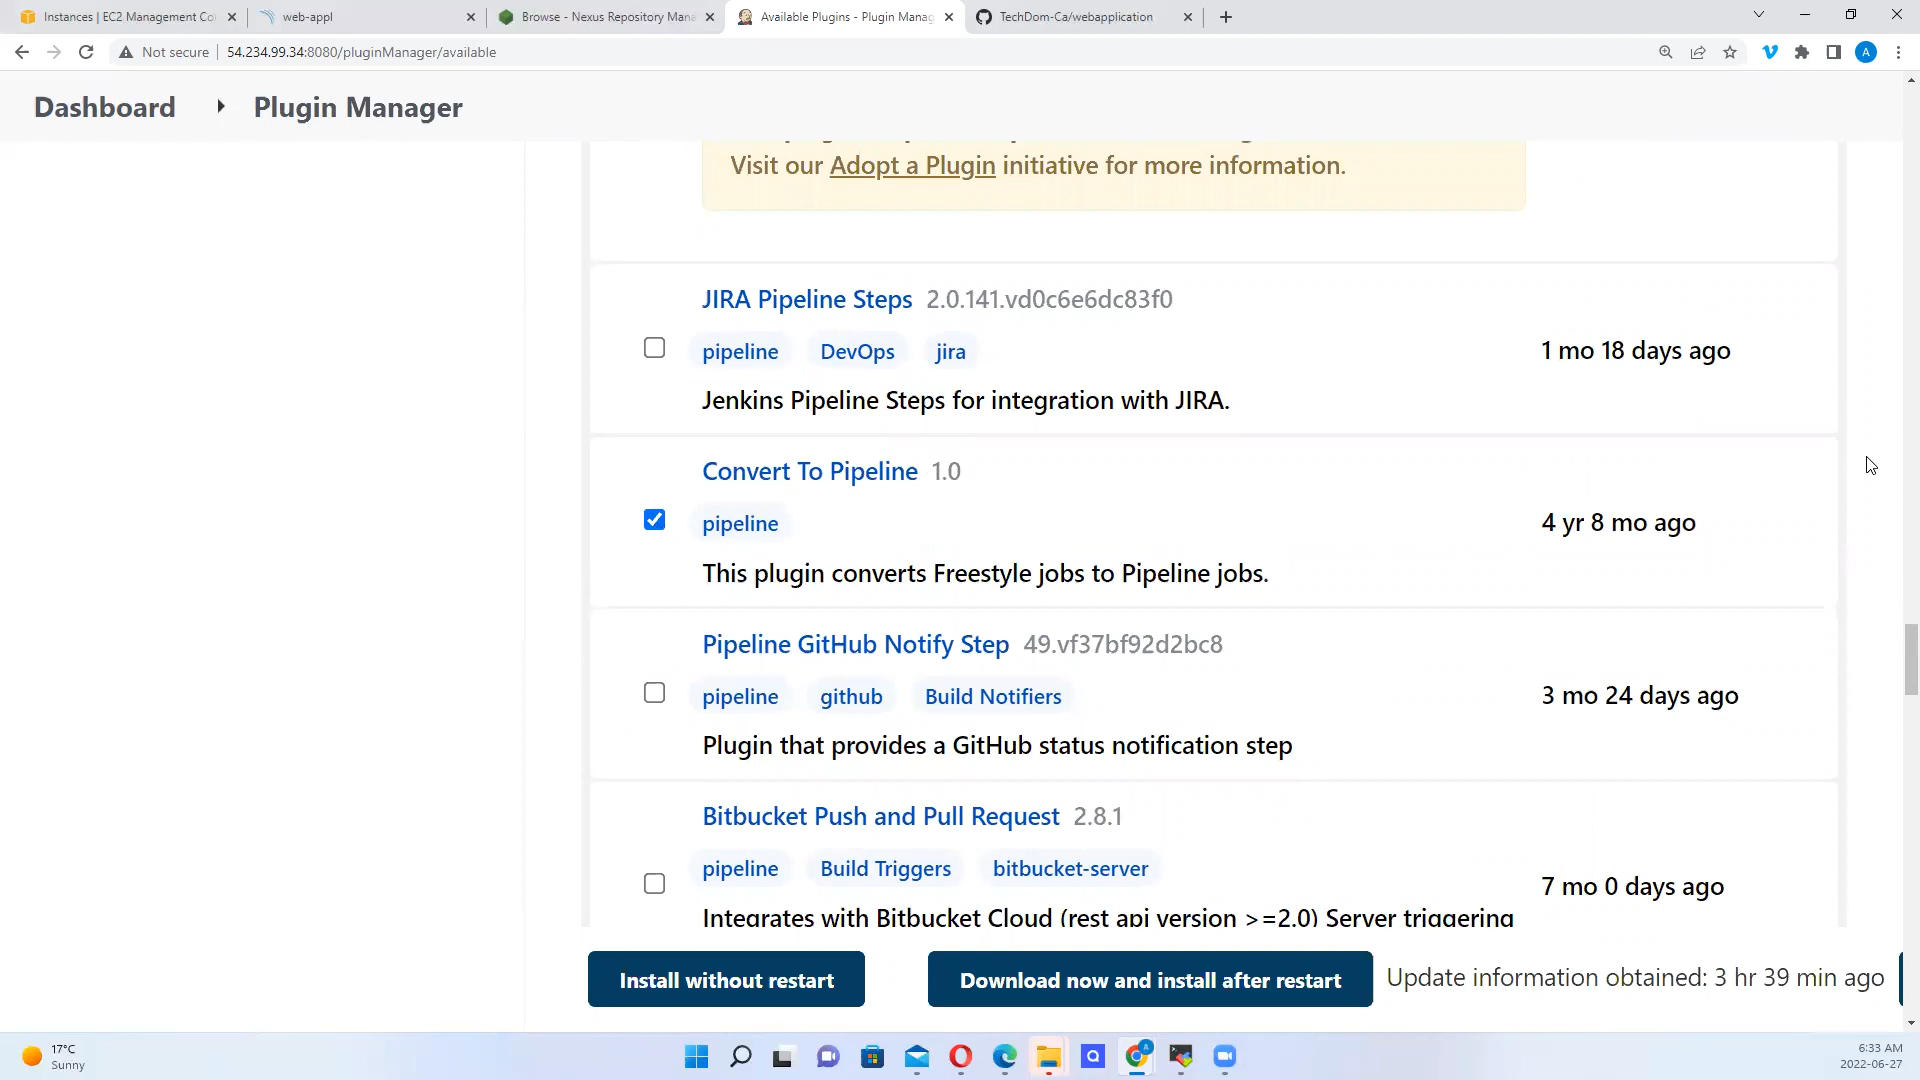 Instances | EC2 Management Co
web-appl
Browse - Nexus Repository Mana
Available Plugins - Plugin Manag
TechDom-Ca/webapplication
Not secure
54.234.99.34:8080/pluginManager/available
A
Dashboard
Plugin Manager
Visit our Adopt a Plugin initiative for more information.
JIRA Pipeline Steps 2.0.141.vd0c6e6dc83f0
pipeline DevOps jira
1 mo 18 days ago
Jenkins Pipeline Steps for integration with JIRA.
Convert To Pipeline 1.0
pipeline
4 yr 8 mo ago
This plugin converts Freestyle jobs to Pipeline jobs.
Pipeline GitHub Notify Step 49.vf37bf92d2bc8
pipeline github Build Notifiers
3 mo 24 days ago
Plugin that provides a GitHub status notification step
Bitbucket Push and Pull Request 2.8.1
pipeline Build Triggers bitbucket-server
7 mo 0 days ago
Integrates with Bitbucket Cloud (rest api version >=2.0) Server triggering
Install without restart
Download now and install after restart
Update information obtained: 3 hr 39 min ago
17°C
Sunny
6:33 AM
2022-06-27